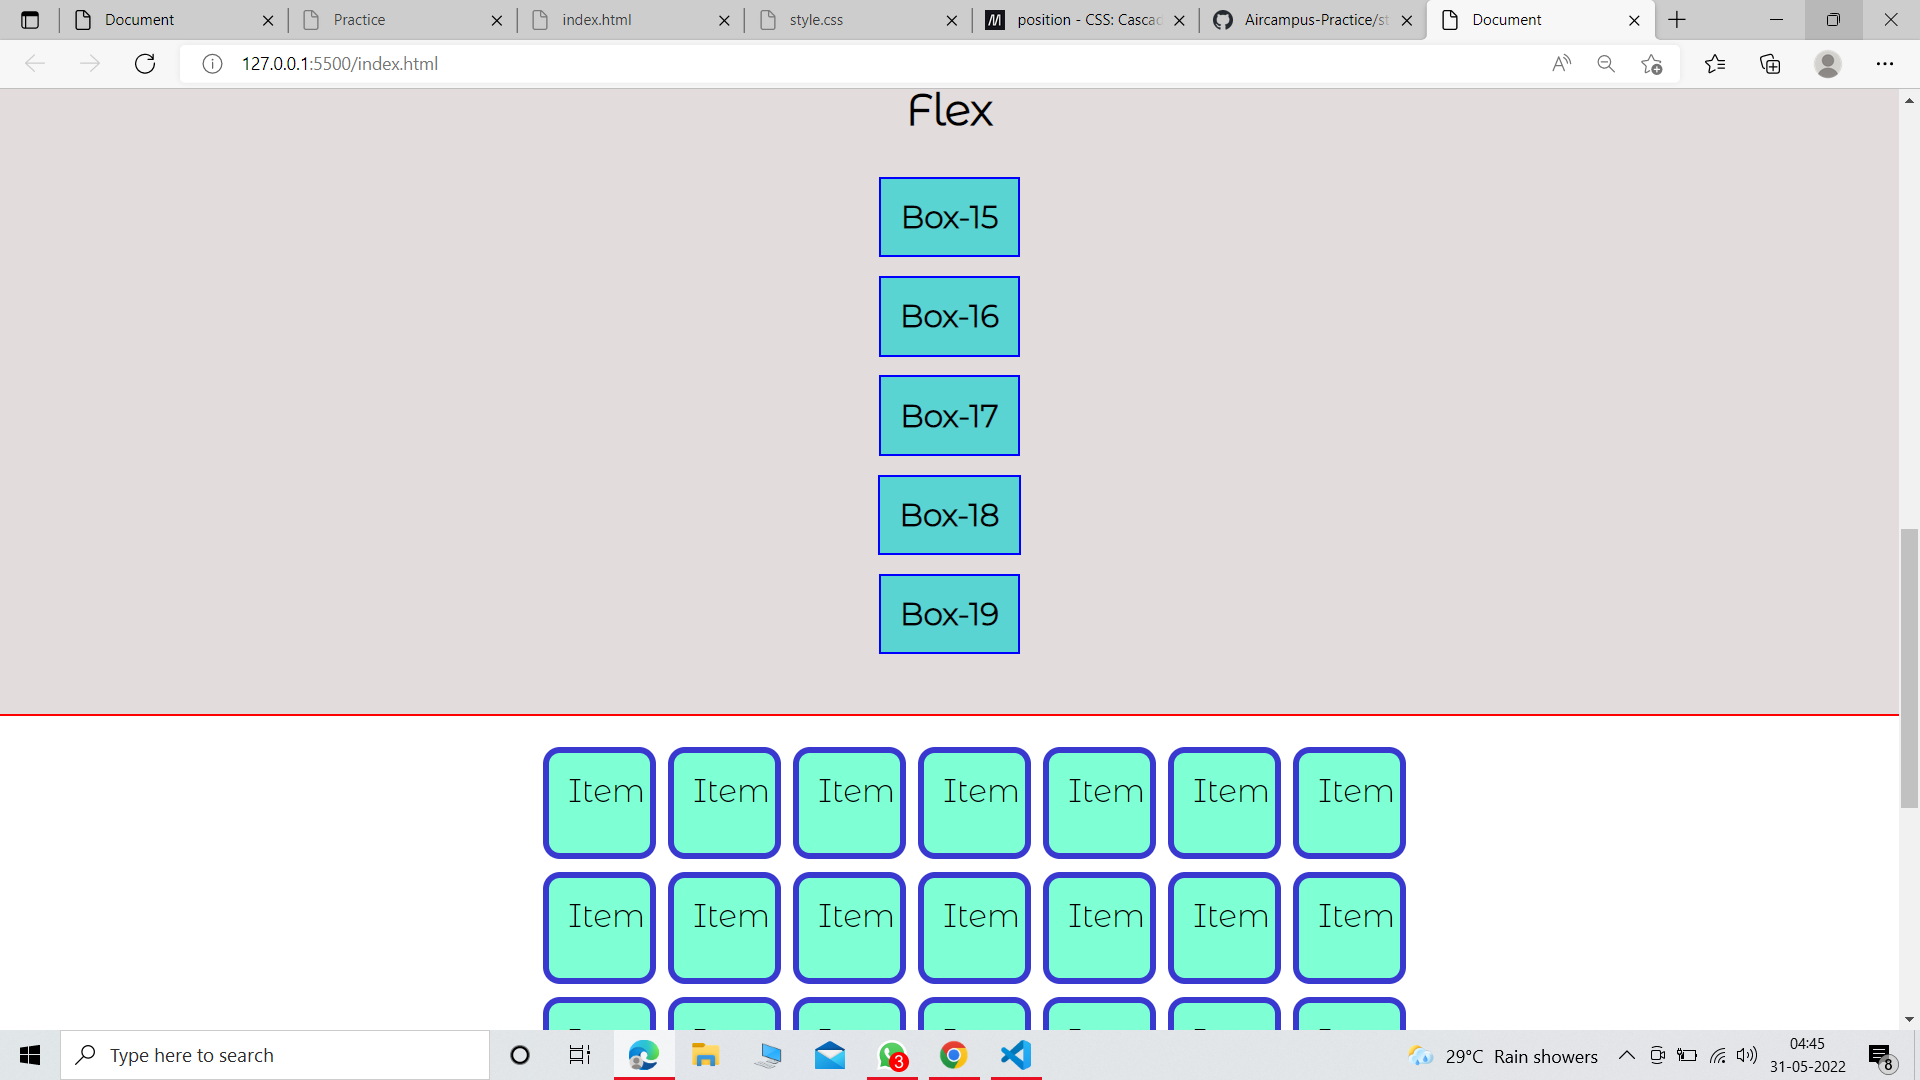 Document Practice index.html style.css position - CSS: Cascad Aircampus-Practice/st Document
127.0.0.1:5500/index.html
Flex
Box-15
Box-16
Box-17
Box-18
Box-19
Item Item Item Item Item Item Item
Item Item Item Item Item Item Item
Type here to search 3 29°C Rain showers 04:45 31-05-2022 8